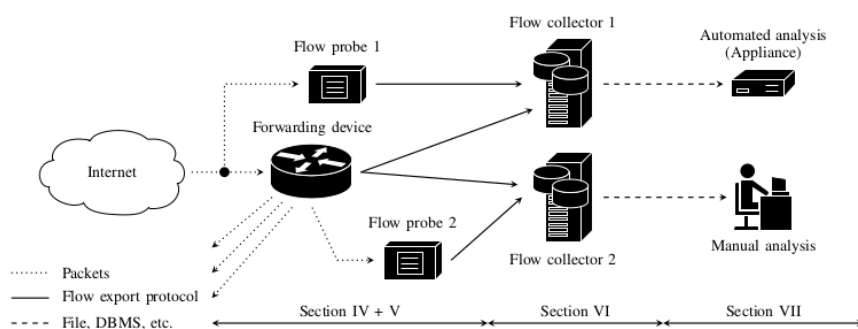 Flow collector 1
Flow probe 1
Automated analysis
(Appliance)
Forwarding device
Internet
Flow probe 2
Flow collector 2
Manual analysis
Packets
Flow export protocol
File, DBMS, etc.
Section IV + V
Section VI
Section VII